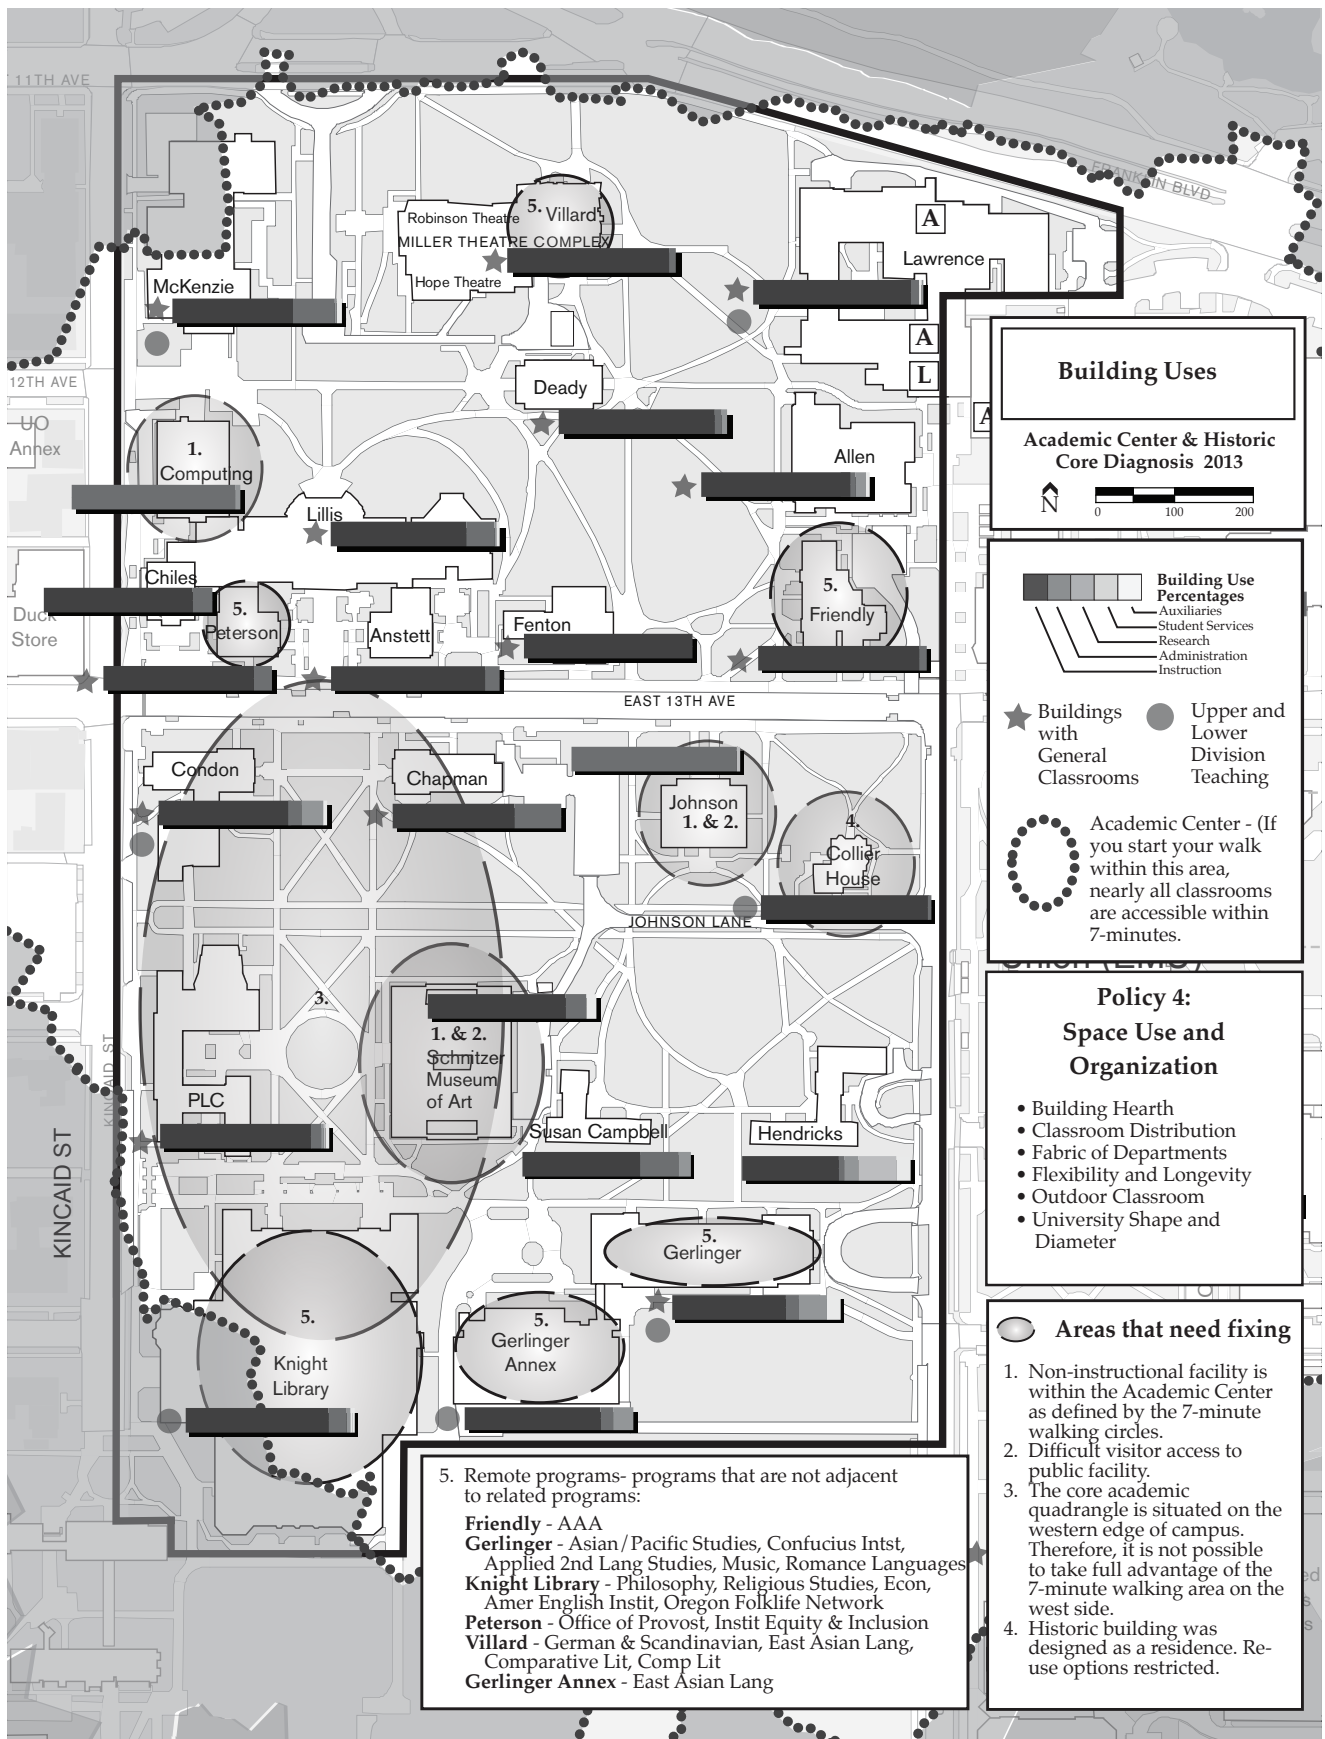 11TH AVE
FRANKLIN BLVD
Robinson Theatre
5. Villard
MILLER THEATRE COMPLEX
Hope Theatre
A
Lawrence
McKenzie
A
L
12TH AVE
UO
Annex
Deady
A
Allen
1.
Computing
Lillis
Chiles
Duck
Store
5.
Peterson
Anstett
Fenton
5.
Friendly
EAST 13TH AVE
Condon
Chapman
Johnson
1. & 2.
4.
Collier
House
JOHNSON LANE
3.
1. & 2.
Schnitzer
Museum
of Art
PLC
KINCAID ST
KINCAID ST
Susan Campbell
Hendricks
5.
Gerlinger
5.
Gerlinger
Annex
5.
Knight
Library
Building Uses
Academic Center & Historic
Core Diagnosis 2013
N
0 100 200
Building Use
Percentages
Auxiliaries
Student Services
Research
Administration
Instruction
Buildings
with
General
Classrooms
Upper and
Lower
Division
Teaching
Academic Center - (If
you start your walk
within this area,
nearly all classrooms
are accessible within
7-minutes.
Union (EMU)
Policy 4:
Space Use and
Organization
• Building Hearth
• Classroom Distribution
• Fabric of Departments
• Flexibility and Longevity
• Outdoor Classroom
• University Shape and
Diameter
Areas that need fixing
1. Non-instructional facility is
within the Academic Center
as defined by the 7-minute
walking circles.
2. Difficult visitor access to
public facility.
3. The core academic
quadrangle is situated on the
western edge of campus.
Therefore, it is not possible
to take full advantage of the
7-minute walking area on the
west side.
4. Historic building was
designed as a residence. Re-
use options restricted.
5. Remote programs- programs that are not adjacent
to related programs:
Friendly - AAA
Gerlinger - Asian/Pacific Studies, Confucius Intst,
Applied 2nd Lang Studies, Music, Romance Languages
Knight Library - Philosophy, Religious Studies, Econ,
Amer English Instit, Oregon Folklife Network
Peterson - Office of Provost, Instit Equity & Inclusion
Villard - German & Scandinavian, East Asian Lang,
Comparative Lit, Comp Lit
Gerlinger Annex - East Asian Lang